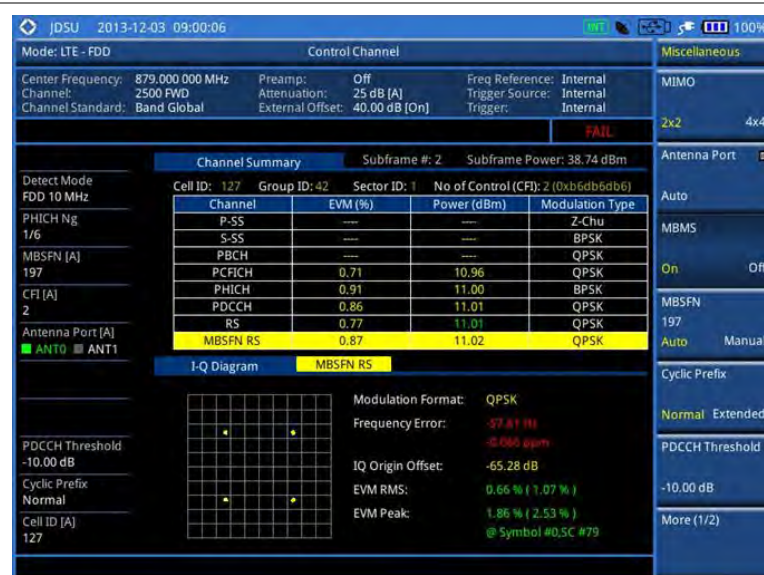 JDSU 2013-12-03 09:00:06 INT 100%
Mode: LTE - FDD Control Channel Miscellaneous
Center Frequency: 879.000 000 MHz Preamp: Off Freq Reference: Internal
Channel: 2500 FWD Attenuation: 25 dB [A] Trigger Source: Internal
Channel Standard: Band Global External Offset: 40.00 dB [On] Trigger: Internal
MIMO
2x2 4x4
FAIL
Channel Summary Subframe #: 2 Subframe Power: 38.74 dBm
Antenna Port
Auto
Detect Mode
FDD 10 MHz
Cell ID: 127 Group ID: 42 Sector ID: 1 No of Control (CFI): 2 (0xb6db6db6)
Channel EVM (%) Power (dBm) Modulation Type
P-SS ---- ---- Z-Chu
S-SS ---- ---- BPSK
PBCH ---- ---- QPSK
PCFICH 0.71 10.96 QPSK
PHICH 0.91 11.00 BPSK
PDCCH 0.86 11.01 QPSK
RS 0.77 11.01 QPSK
MBSFN RS 0.87 11.02 QPSK
PHICH Ng
1/6
MBSFN [A]
197
CFI [A]
2
Antenna Port [A]
ANT0 ANT1
MBMS
On Off
MBSFN
197
Auto Manual
I-Q Diagram MBSFN RS
Modulation Format: QPSK
Frequency Error: -57.61 Hz
-0.066 ppm
IQ Origin Offset: -65.28 dB
EVM RMS: 0.66 % ( 1.07 % )
EVM Peak: 1.86 % ( 2.53 % )
@ Symbol #0,SC #79
Cyclic Prefix
Normal Extended
PDCCH Threshold
-10.00 dB
Cyclic Prefix
Normal
Cell ID [A]
127
PDCCH Threshold
-10.00 dB
More (1/2)